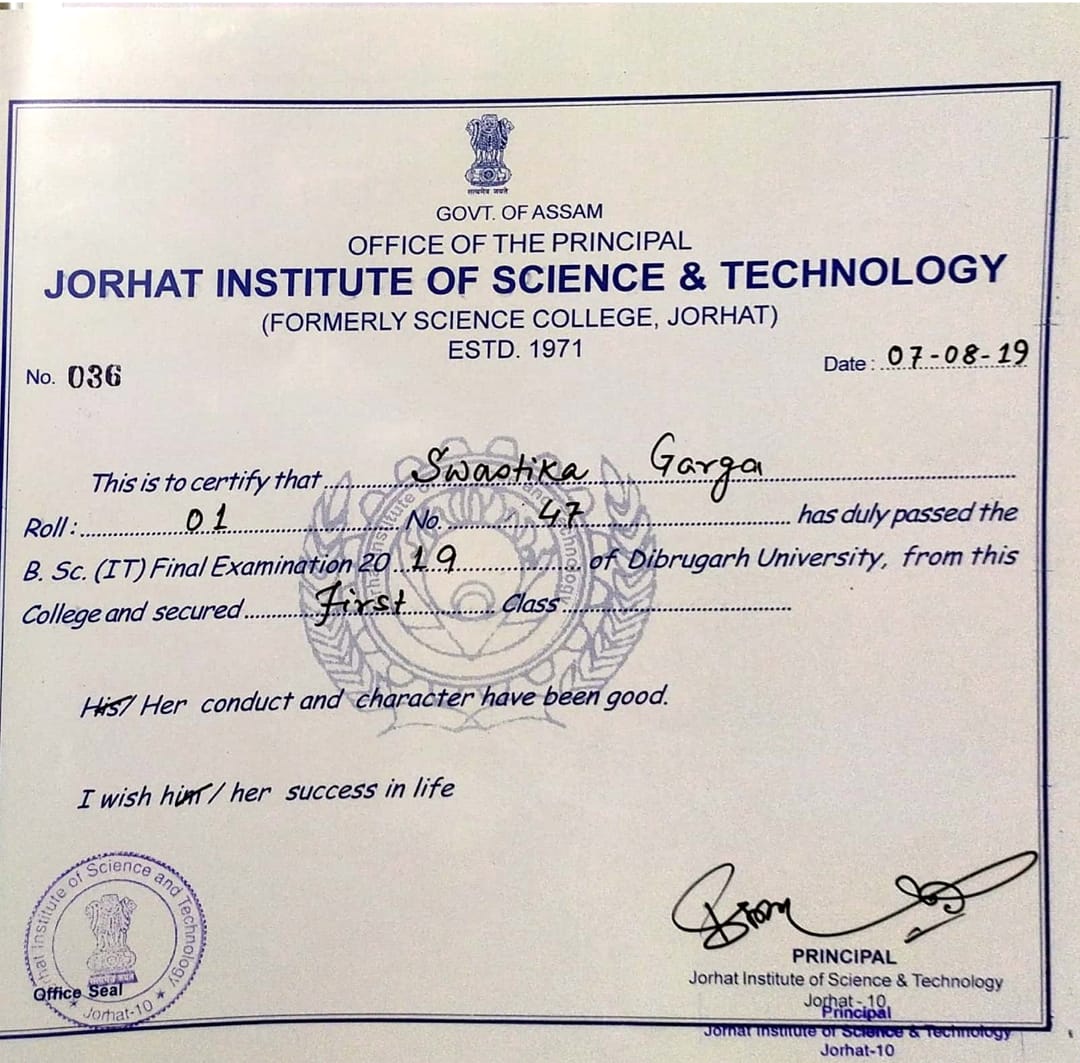 सत्यमेव जयते
GOVT. OF ASSAM
OFFICE OF THE PRINCIPAL
JORHAT INSTITUTE OF SCIENCE & TECHNOLOGY
(FORMERLY SCIENCE COLLEGE, JORHAT)
ESTD. 1971
No. 036
Date : 07-08-19
This is to certify that Swastika Garga
Roll : 01 No. 47 has duly passed the
B. Sc. (IT) Final Examination 2019 of Dibrugarh University, from this
College and secured First Class
His/ Her conduct and character have been good.
I wish him / her success in life
Jorhat Institute of Science and Technology
Jorhat-10
Office Seal
PRINCIPAL
Jorhat Institute of Science & Technology
Jorhat - 10
Principal
Jorhat Institute of Science & Technology
Jorhat-10